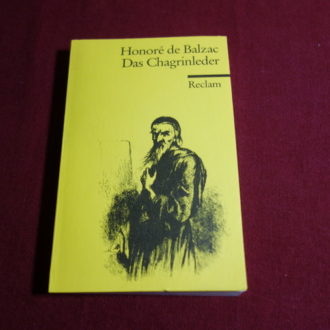 Honoré de Balzac
Das Chagrinleder
Reclam